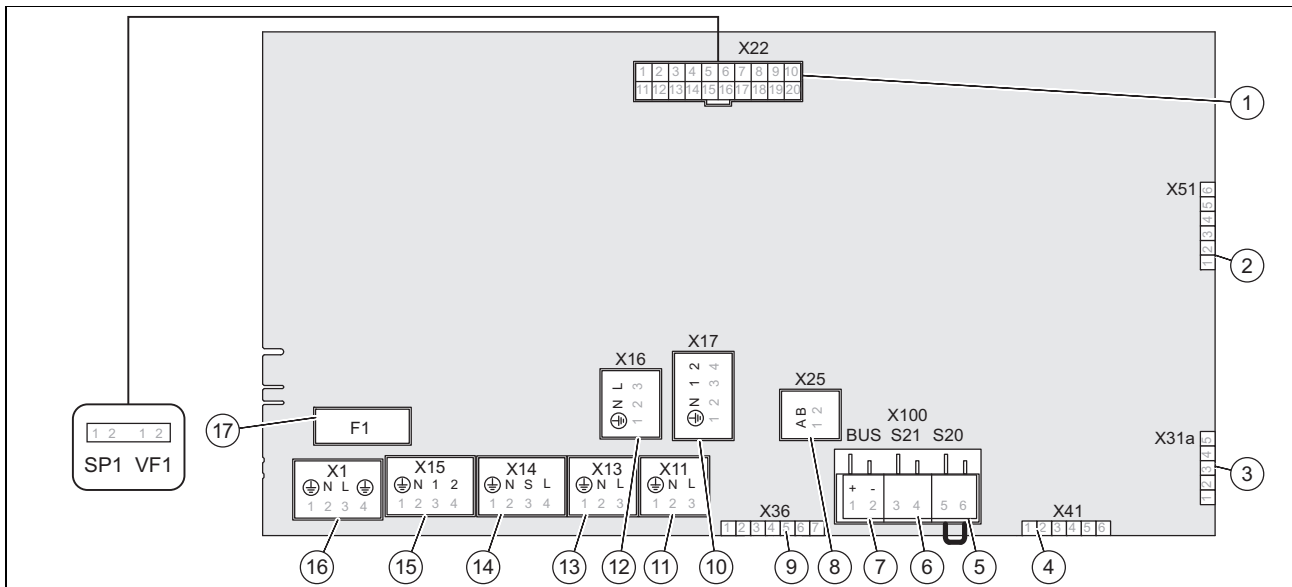 X22
1 2 3 4 5 6 7 8 9 10
11 12 13 14 15 16 17 18 19 20
1
X51
6
5
4
3
2
1
2
X17
X16
N 1 2
1 2 3 4
N L
1 2 3
X25
A B
1 2
X100
BUS S21 S20
+ -
1 2 3 4 5 6
X31a
5
4
3
2
1
3
17
F1
1 2 1 2
SP1 VF1
X1
N L
1 2 3 4
X15
N 1 2
1 2 3 4
X14
N S L
1 2 3 4
X13
N L
1 2 3
X11
N L
1 2 3
X36
1 2 3 4 5 6 7
X41
1 2 3 4 5 6
16 15 14 13 12 11 10 9 8 7 6 5 4